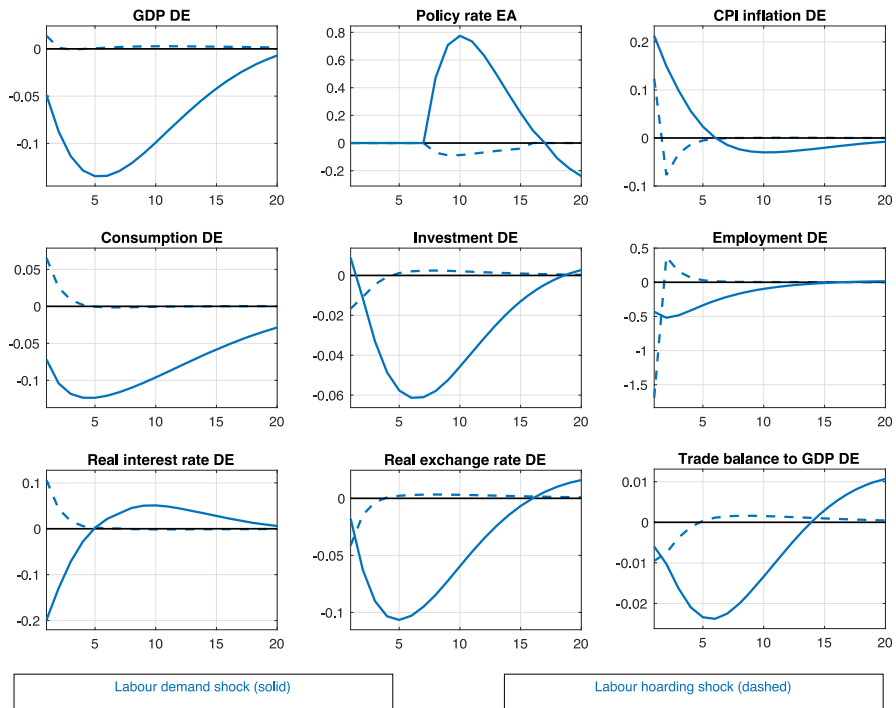 GDP DE
0
-0.05
-0.1
5 10 15 20
Policy rate EA
0.8
0.6
0.4
0.2
0
-0.2
5 10 15 20
CPI inflation DE
0.2
0.1
0
-0.1
5 10 15 20
Consumption DE
0.05
0
-0.05
-0.1
5 10 15 20
Investment DE
0
-0.02
-0.04
-0.06
5 10 15 20
Employment DE
0.5
0
-0.5
-1
-1.5
5 10 15 20
Real interest rate DE
0.1
0
-0.1
-0.2
5 10 15 20
Real exchange rate DE
0
-0.05
-0.1
5 10 15 20
Trade balance to GDP DE
0.01
0
-0.01
-0.02
5 10 15 20
Labour demand shock (solid)
Labour hoarding shock (dashed)